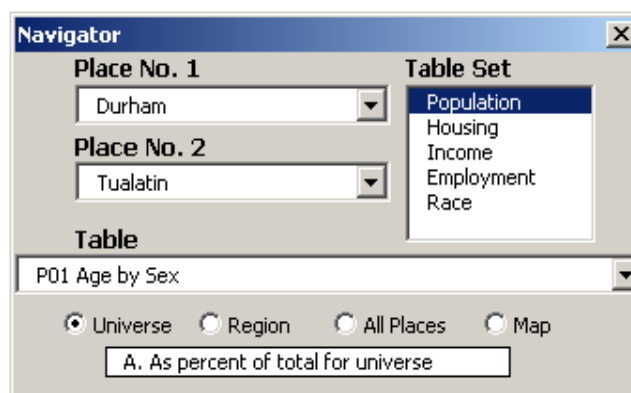 Navigator
Place No. 1
Durham
Place No. 2
Tualatin
Table Set
Population
Housing
Income
Employment
Race
Table
P01 Age by Sex
Universe Region All Places Map
A. As percent of total for universe